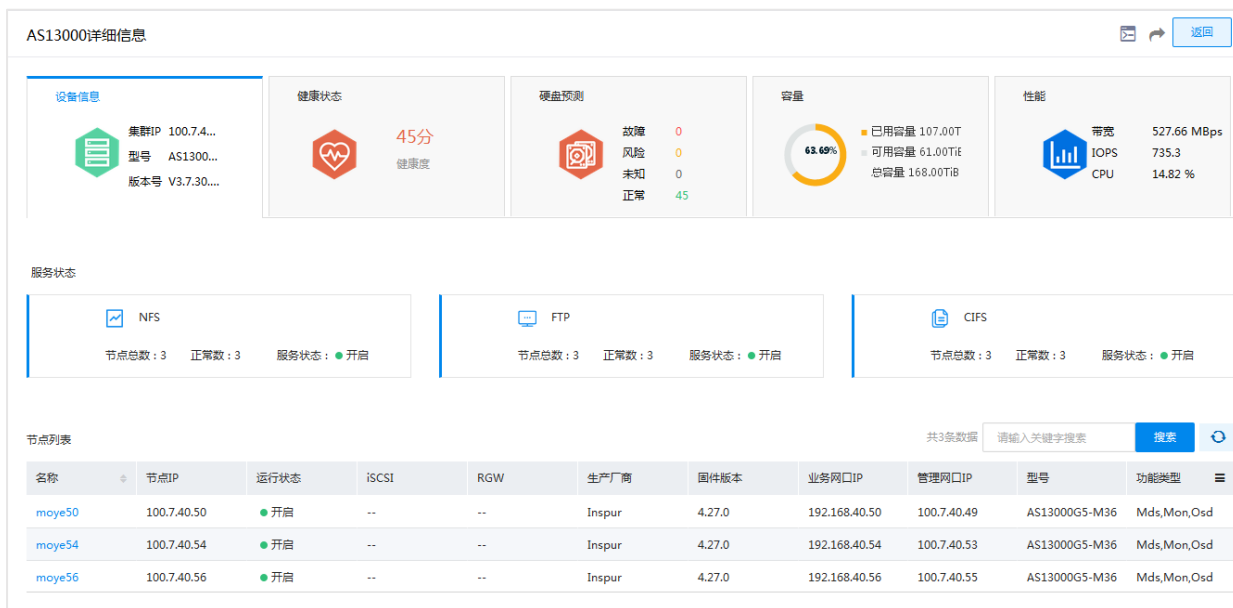 AS13000详细信息
返回
设备信息
集群IP 100.7.4...
型号 AS1300...
版本号 V3.7.30....
健康状态
45分
健康度
硬盘预测
故障 0
风险 0
未知 0
正常 45
容量
63.69%
已用容量 107.00T
可用容量 61.00TiB
总容量 168.00TiB
性能
带宽 527.66 MBps
IOPS 735.3
CPU 14.82 %
服务状态
NFS
节点总数：3 正常数：3 服务状态： 开启
FTP
节点总数：3 正常数：3 服务状态： 开启
CIFS
节点总数：3 正常数：3 服务状态： 开启
节点列表 共3条数据 请输入关键字搜索 搜索
名称 节点IP 运行状态 iSCSI RGW 生产厂商 固件版本 业务网口IP 管理网口IP 型号 功能类型
moye50 100.7.40.50 开启 -- -- Inspur 4.27.0 192.168.40.50 100.7.40.49 AS13000G5-M36 Mds,Mon,Osd
moye54 100.7.40.54 开启 -- -- Inspur 4.27.0 192.168.40.54 100.7.40.53 AS13000G5-M36 Mds,Mon,Osd
moye56 100.7.40.56 开启 -- -- Inspur 4.27.0 192.168.40.56 100.7.40.55 AS13000G5-M36 Mds,Mon,Osd